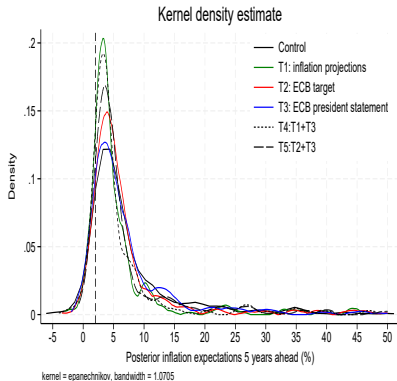 Kernel density estimate
Control
T1: inflation projections
T2: ECB target
T3: ECB president statement
T4:T1+T3
T5:T2+T3
Density
.2
.15
.1
.05
0
-5 0 5 10 15 20 25 30 35 40 45 50
Posterior inflation expectations 5 years ahead (%)
kernel = epanechnikov, bandwidth = 1.0705